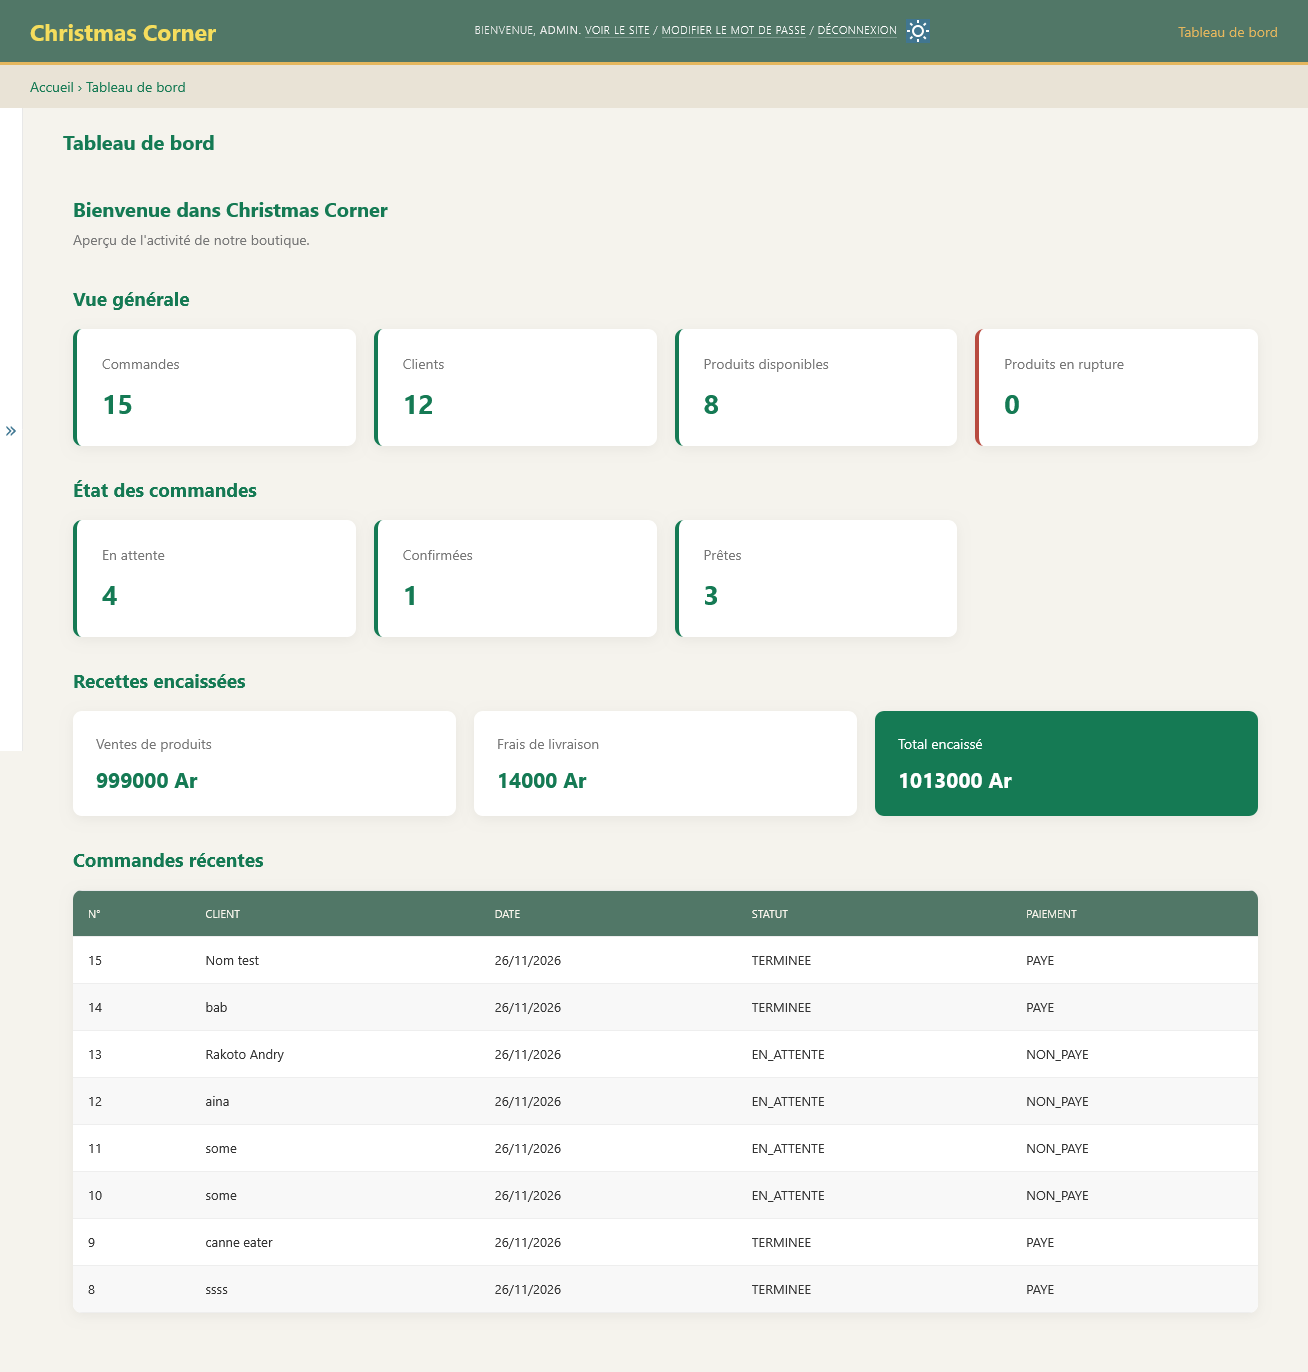 Christmas Corner
BIENVENUE, ADMIN. VOIR LE SITE / MODIFIER LE MOT DE PASSE / DÉCONNEXION
Tableau de bord
Accueil › Tableau de bord
Tableau de bord
Bienvenue dans Christmas Corner
Aperçu de l'activité de notre boutique.
Vue générale
Commandes
15
Clients
12
Produits disponibles
8
Produits en rupture
0
»
État des commandes
En attente
4
Confirmées
1
Prêtes
3
Recettes encaissées
Ventes de produits
999000 Ar
Frais de livraison
14000 Ar
Total encaissé
1013000 Ar
Commandes récentes
N° CLIENT DATE STATUT PAIEMENT
15 Nom test 26/11/2026 TERMINEE PAYE
14 bab 26/11/2026 TERMINEE PAYE
13 Rakoto Andry 26/11/2026 EN_ATTENTE NON_PAYE
12 aina 26/11/2026 EN_ATTENTE NON_PAYE
11 some 26/11/2026 EN_ATTENTE NON_PAYE
10 some 26/11/2026 EN_ATTENTE NON_PAYE
9 canne eater 26/11/2026 TERMINEE PAYE
8 ssss 26/11/2026 TERMINEE PAYE